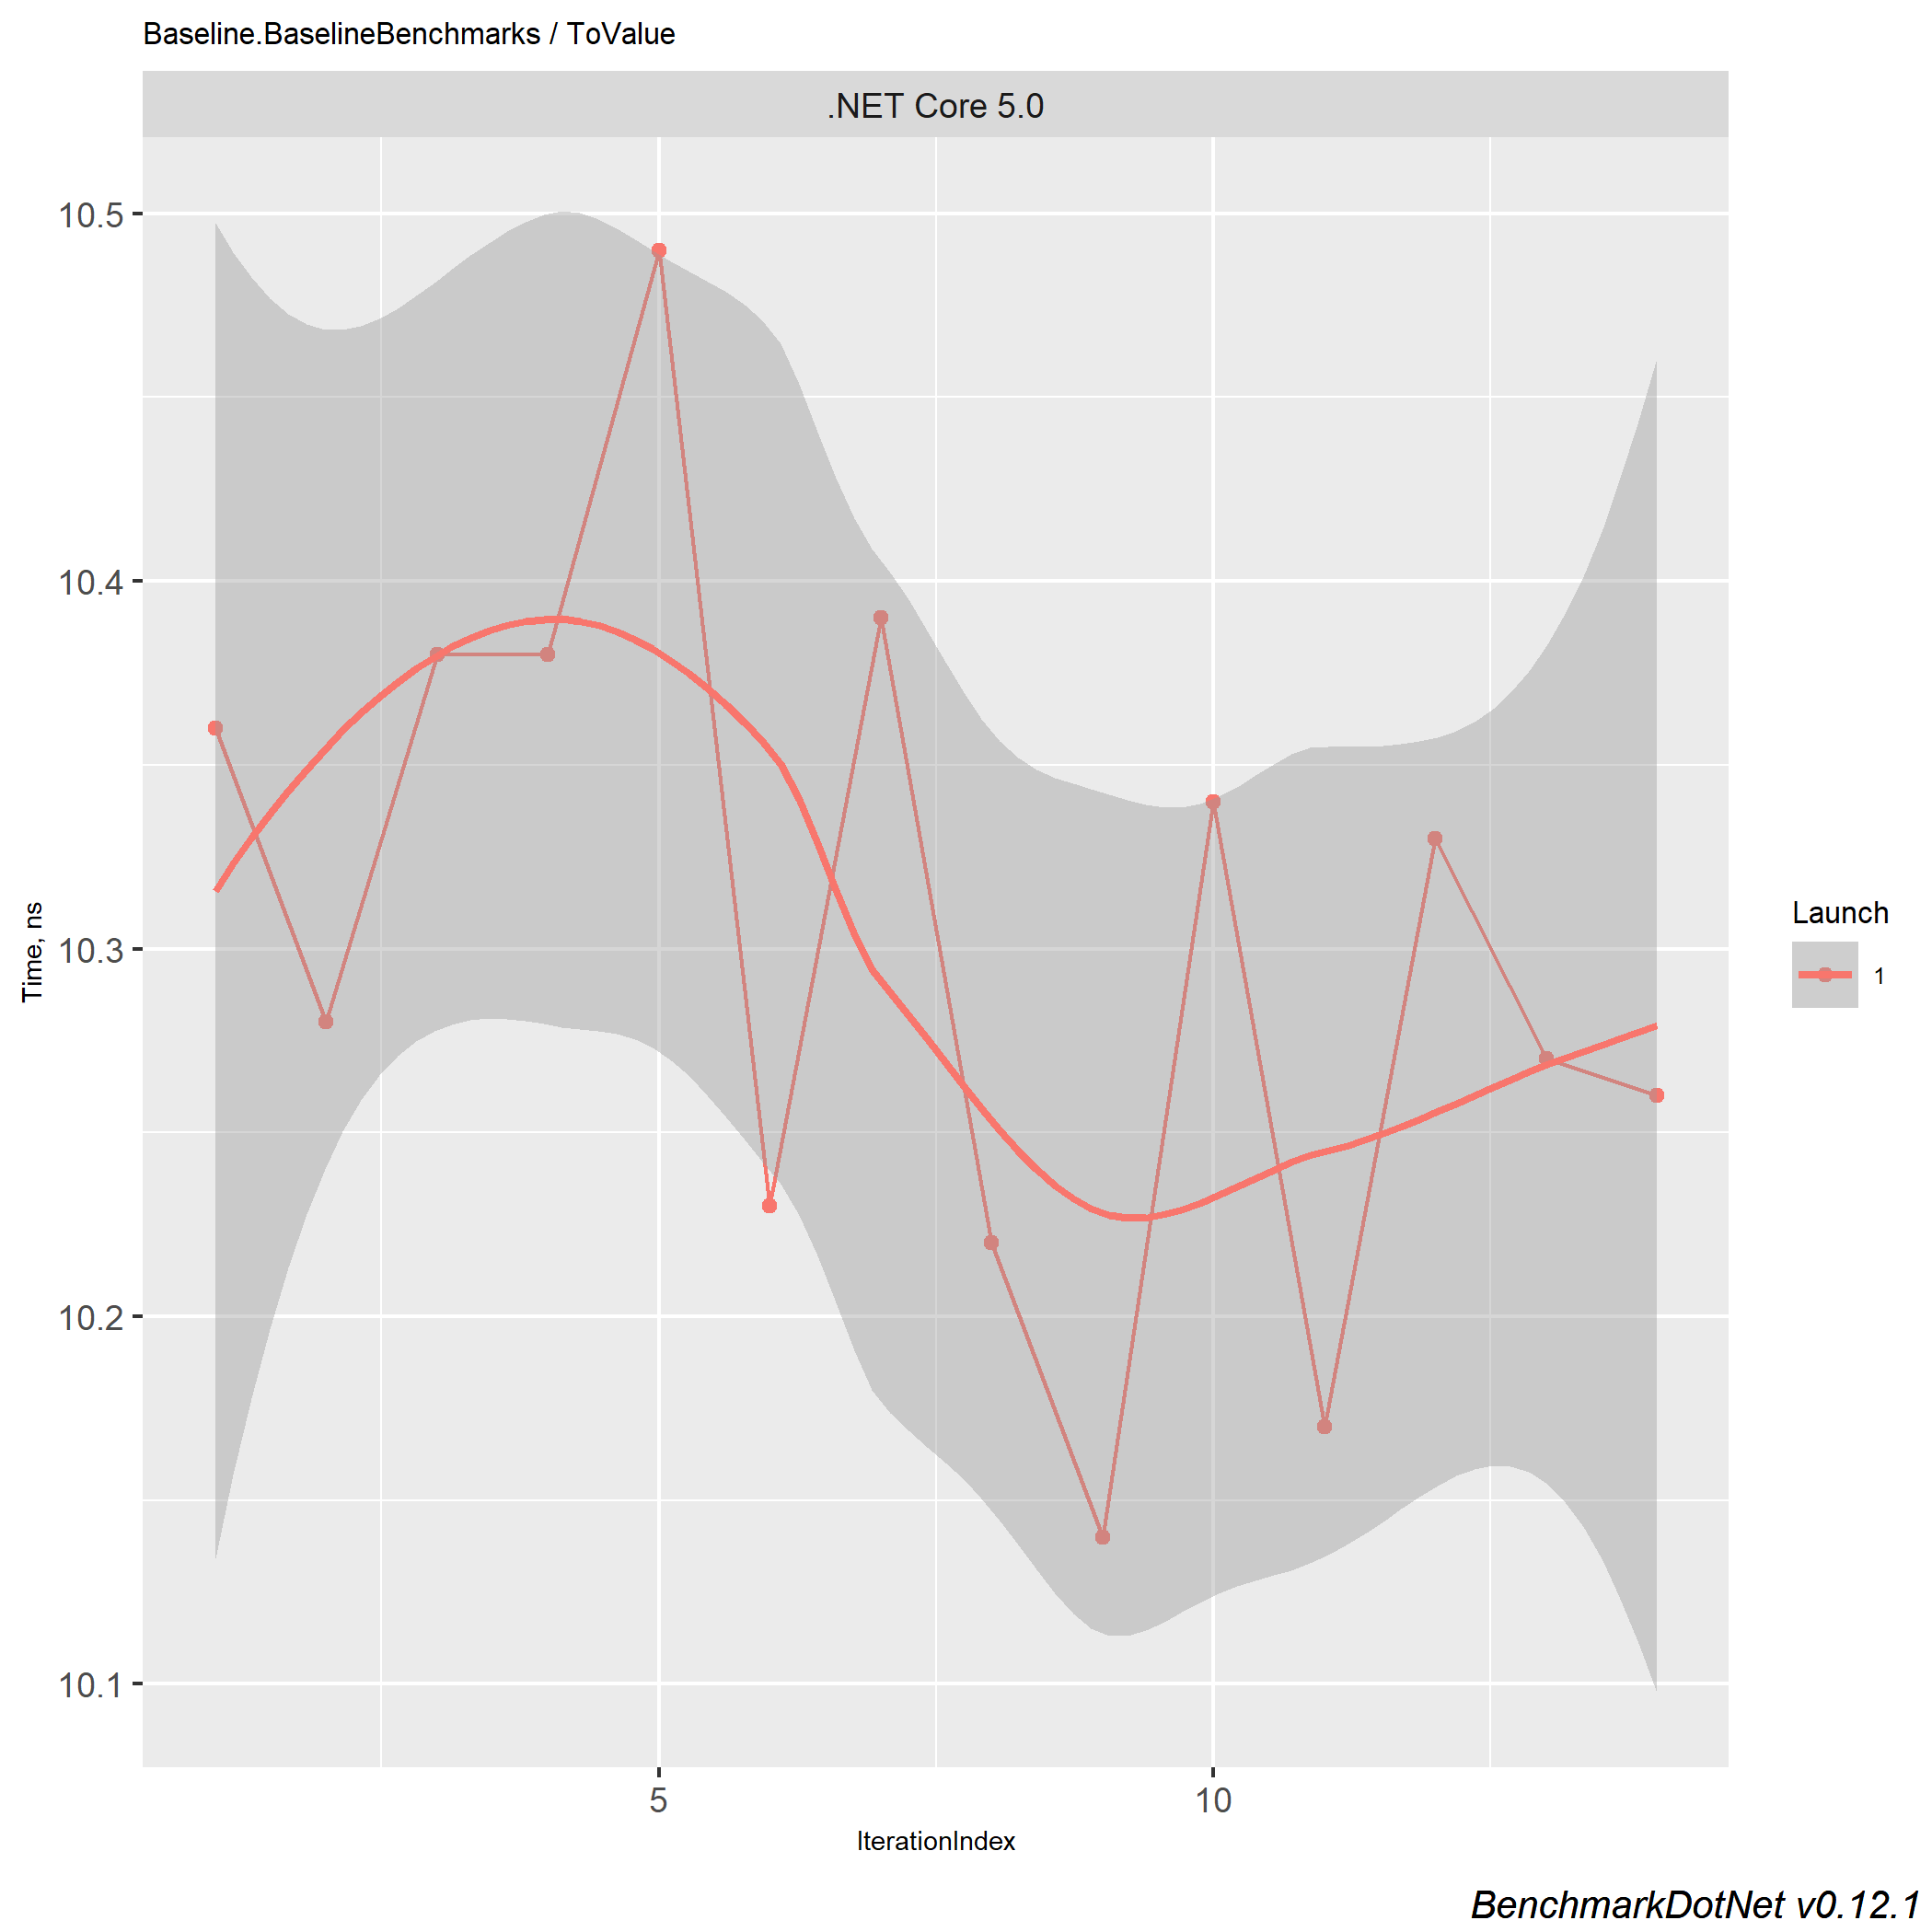 Baseline.BaselineBenchmarks / ToValue
.NET Core 5.0
10.5
10.4
10.3
10.2
10.1
Time, ns
5
10
IterationIndex
Launch
1
BenchmarkDotNet v0.12.1